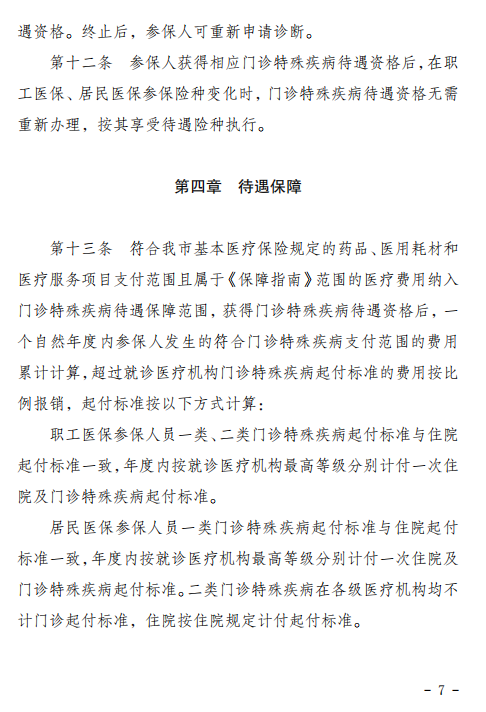 遇资格。终止后，参保人可重新申请诊断。
第十二条　参保人获得相应门诊特殊疾病待遇资格后，在职
工医保、居民医保参保险种变化时，门诊特殊疾病待遇资格无需
重新办理，按其享受待遇险种执行。
第四章　待遇保障
第十三条　符合我市基本医疗保险规定的药品、医用耗材和
医疗服务项目支付范围且属于《保障指南》范围的医疗费用纳入
门诊特殊疾病待遇保障范围，获得门诊特殊疾病待遇资格后，一
个自然年度内参保人发生的符合门诊特殊疾病支付范围的费用
累计计算，超过就诊医疗机构门诊特殊疾病起付标准的费用按比
例报销，起付标准按以下方式计算：
职工医保参保人员一类、二类门诊特殊疾病起付标准与住院
起付标准一致，年度内按就诊医疗机构最高等级分别计付一次住
院及门诊特殊疾病起付标准。
居民医保参保人员一类门诊特殊疾病起付标准与住院起付
标准一致，年度内按就诊医疗机构最高等级分别计付一次住院及
门诊特殊疾病起付标准。二类门诊特殊疾病在各级医疗机构均不
计门诊起付标准，住院按住院规定计付起付标准。
- 7 -